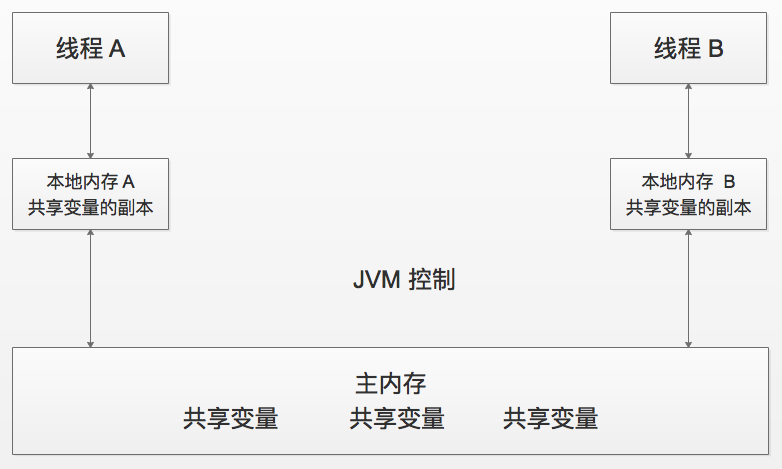 线程 A
线程 B
本地内存 A
共享变量的副本
本地内存 B
共享变量的副本
JVM 控制
主内存
共享变量 共享变量 共享变量